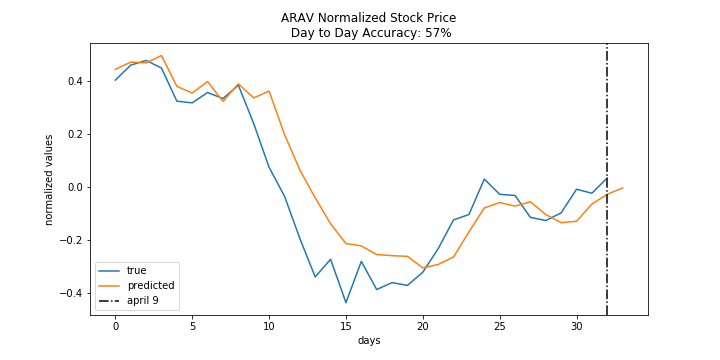 ARAV Normalized Stock Price
Day to Day Accuracy: 57%
normalized values
0.4
0.2
0.0
−0.2
−0.4
true
predicted
april 9
0 5 10 15 20 25 30
days